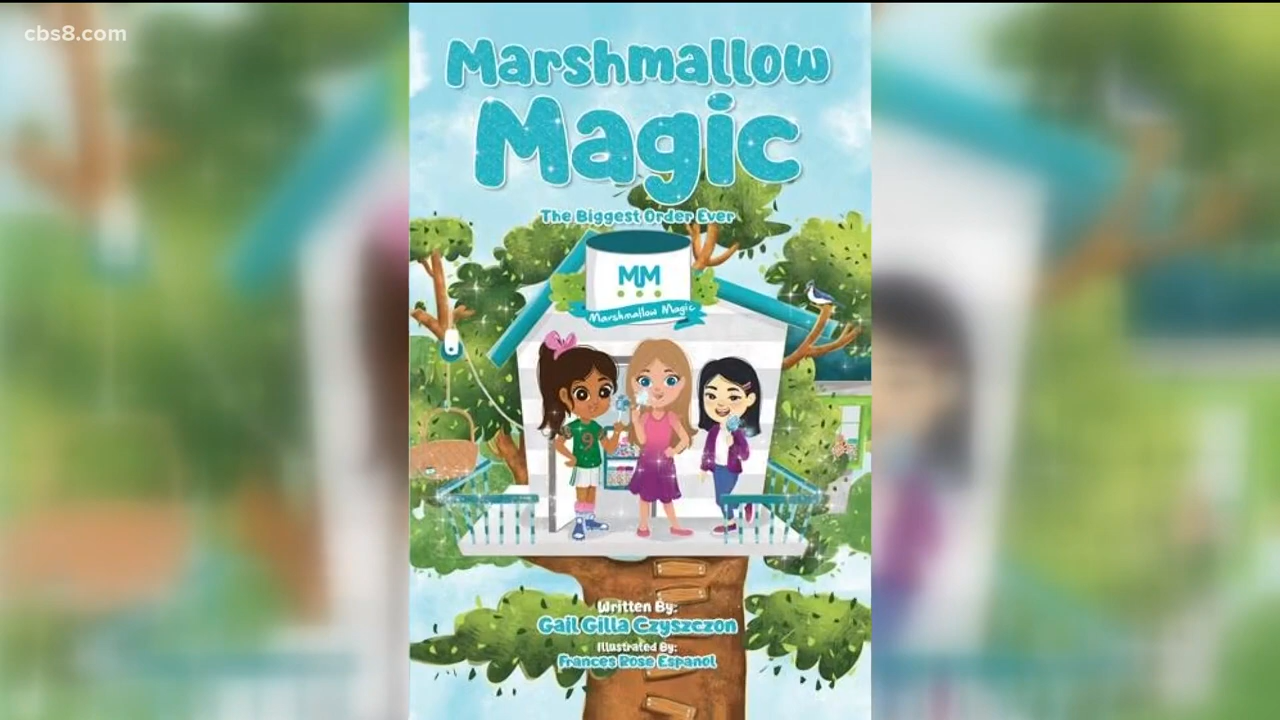 cbs8.com
Marshmallow
Magic
The Biggest Order Ever
MM
Marshmallow Magic
9
Written By:
Gail Gilla Czyszczon
Illustrated By:
Frances Rose Espanol